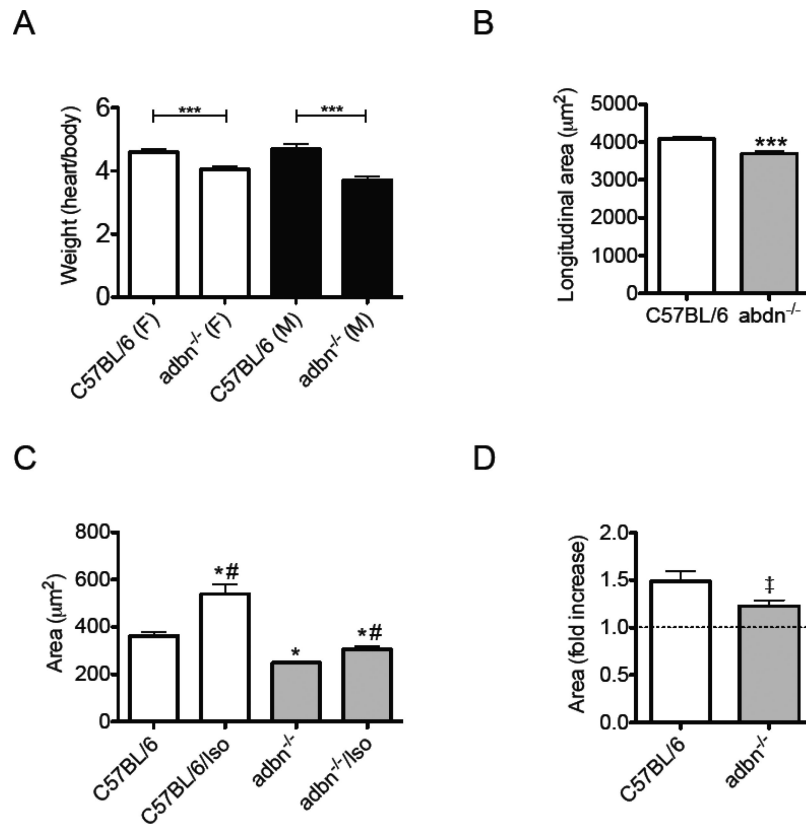 A
Weight (heart/body)
6
4
2
0
***
***
C57BL/6 (F)
adbn-/- (F)
C57BL/6 (M)
adbn-/- (M)
B
Longitudinal area (μm²)
5000
4000
3000
2000
1000
0
***
C57BL/6
abdn-/-
C
Area (μm²)
800
600
400
200
0
*#
*
*#
C57BL/6
C57BL/6/Iso
adbn-/-
adbn-/-/Iso
D
Area (fold increase)
2.0
1.5
1.0
0.5
0.0
‡
C57BL/6
adbn-/-